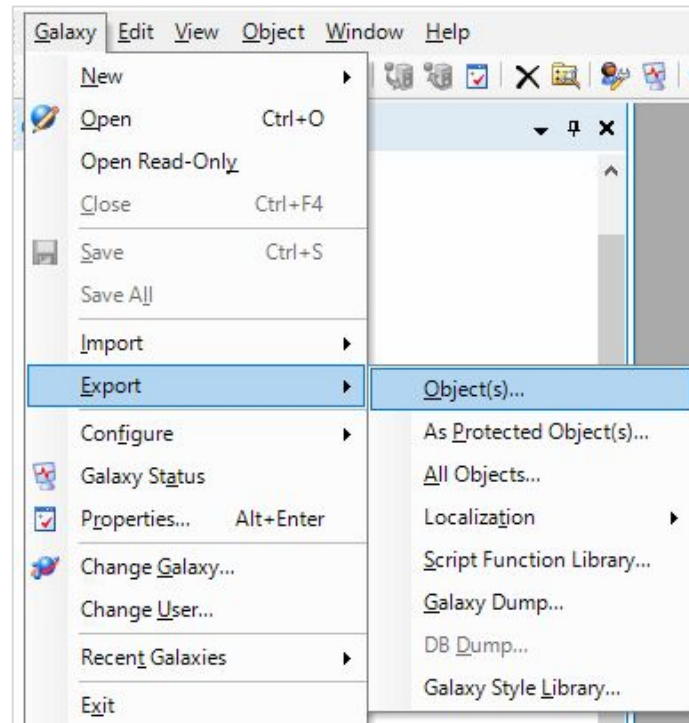 Galaxy Edit View Object Window Help
New
Open Ctrl+O
Open Read-Only
Close Ctrl+F4
Save Ctrl+S
Save All
Import
Export
Configure
Galaxy Status
Properties... Alt+Enter
Change Galaxy...
Change User...
Recent Galaxies
Exit
Object(s)...
As Protected Object(s)...
All Objects...
Localization
Script Function Library...
Galaxy Dump...
DB Dump...
Galaxy Style Library...